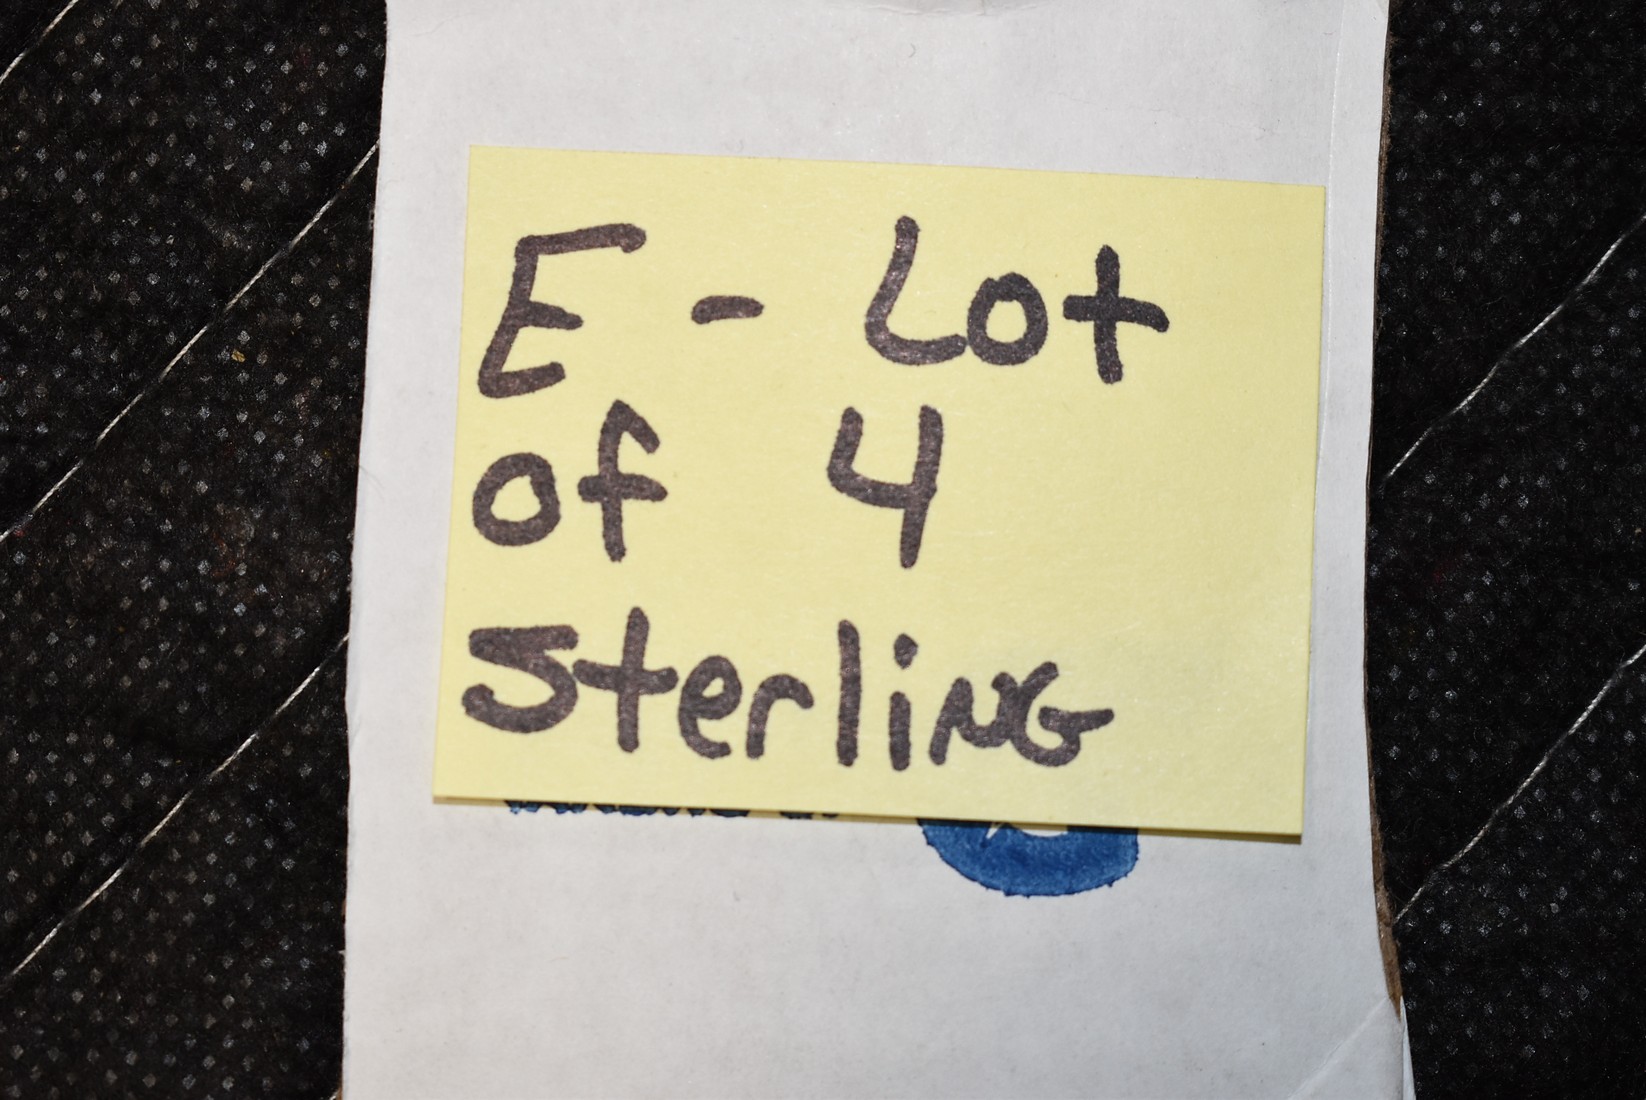 E - Lot
of 4
Sterling